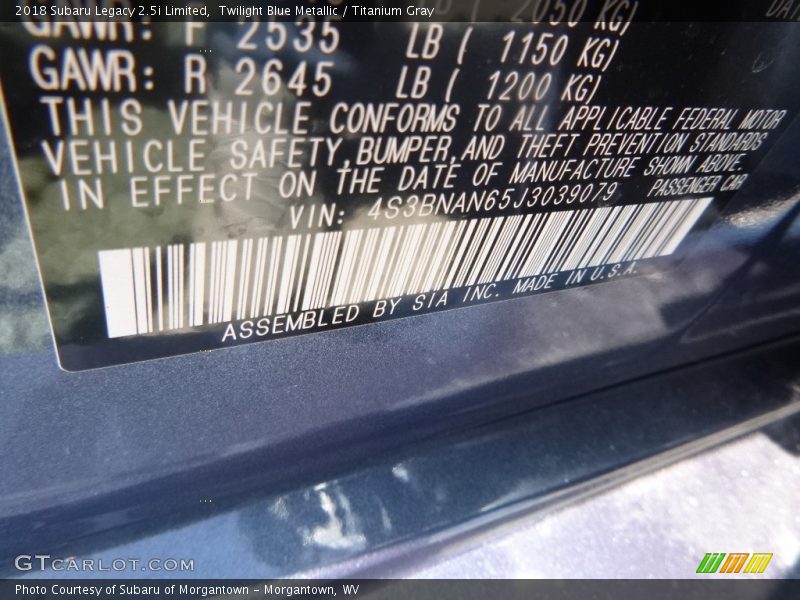 2018 Subaru Legacy 2.5i Limited, Twilight Blue Metallic / Titanium Gray
2050 KG)
GAWR: F 2535 LB ( 1150 KG)
GAWR: R 2645 LB ( 1200 KG)
THIS VEHICLE CONFORMS TO ALL APPLICABLE FEDERAL MOTOR
VEHICLE SAFETY, BUMPER, AND THEFT PREVENTION STANDARDS
IN EFFECT ON THE DATE OF MANUFACTURE SHOWN ABOVE.
VIN: 4S3BNAN65J3039079 PASSENGER CAR
ASSEMBLED BY SIA INC. MADE IN U.S.A.
GTCARLOT.COM
Photo Courtesy of Subaru of Morgantown - Morgantown, WV